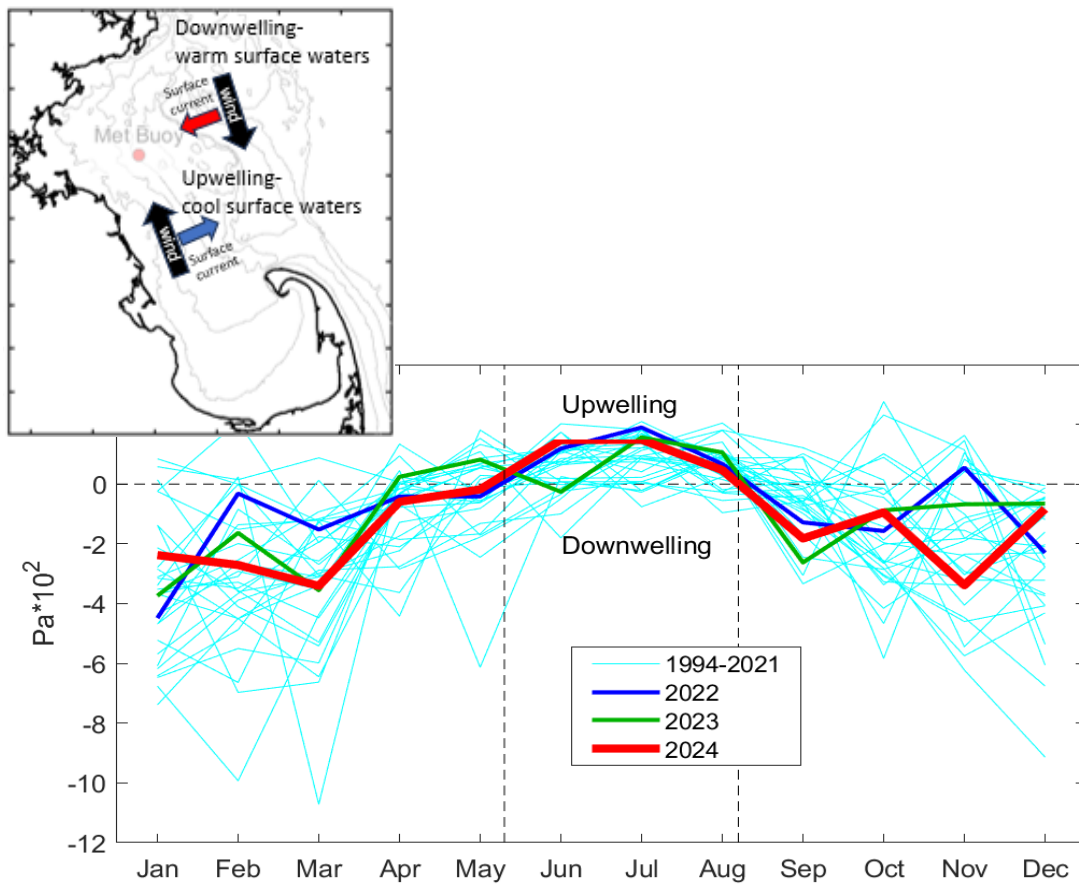 Downwelling-
warm surface waters
Surface
current
wind
Met Buoy
Upwelling-
cool surface waters
wind
Surface
current
Upwelling
0
-2
-4
-6
-8
-10
-12
Pa*10²
Downwelling
1994-2021
2022
2023
2024
Jan Feb Mar Apr May Jun Jul Aug Sep Oct Nov Dec